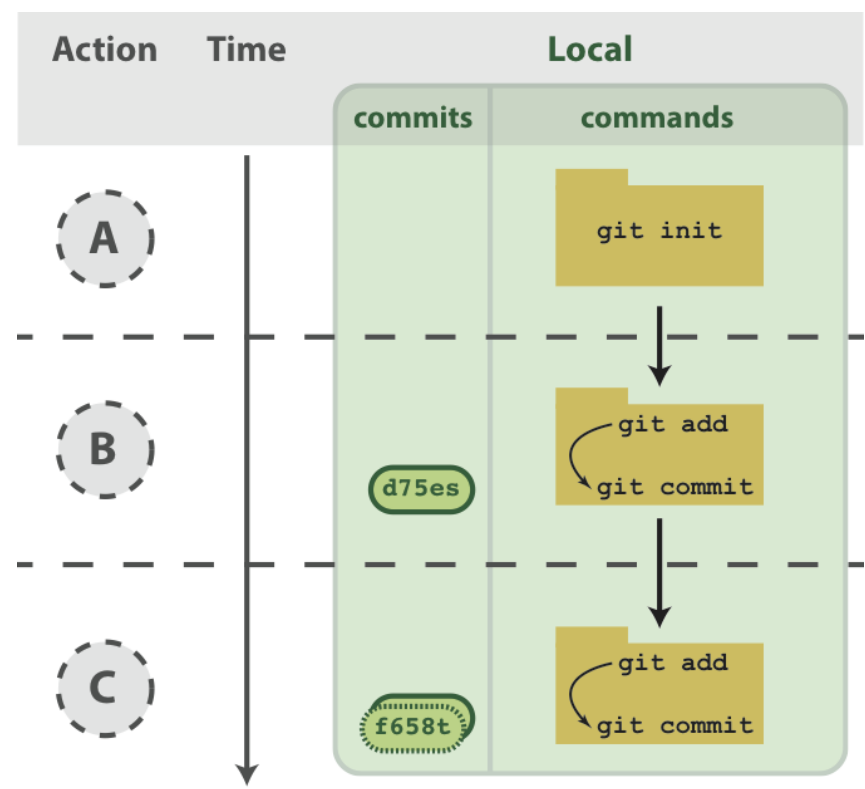 Action Time Local
commits commands
A
git init
B
git add
d75es
git commit
C
git add
f658t
git commit